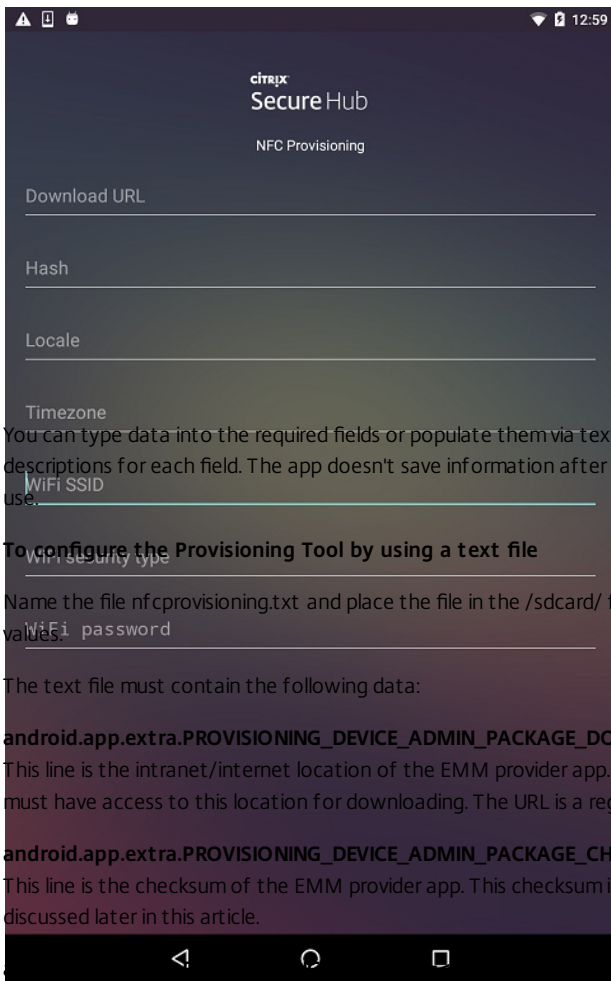 12:59
citrix
Secure Hub
NFC Provisioning
Download URL
Hash
Locale
Timezone
You can type data into the required fields or populate them via tex
descriptions for each field. The app doesn't save information after
WiFi SSID
use.
To configure the Provisioning Tool by using a text file
WiFi security type
Name the file nfcprovisioning.txt and place the file in the /sdcard/ f
values.
WiFi password
The text file must contain the following data:
android.app.extra.PROVISIONING_DEVICE_ADMIN_PACKAGE_DO
This line is the intranet/internet location of the EMM provider app.
must have access to this location for downloading. The URL is a reg
android.app.extra.PROVISIONING_DEVICE_ADMIN_PACKAGE_CH
This line is the checksum of the EMM provider app. This checksum i
discussed later in this article.